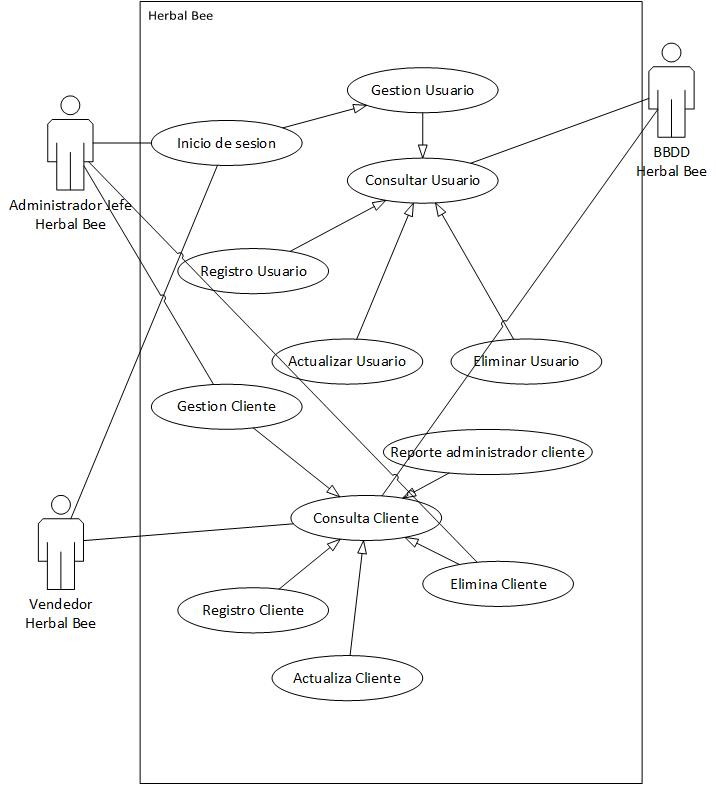 Herbal Bee
Gestion Usuario
Inicio de sesion
BBDD
Herbal Bee
Consultar Usuario
Administrador Jefe
Herbal Bee
Registro Usuario
Actualizar Usuario
Eliminar Usuario
Gestion Cliente
Reporte administrador cliente
Consulta Cliente
Elimina Cliente
Vendedor
Herbal Bee
Registro Cliente
Actualiza Cliente